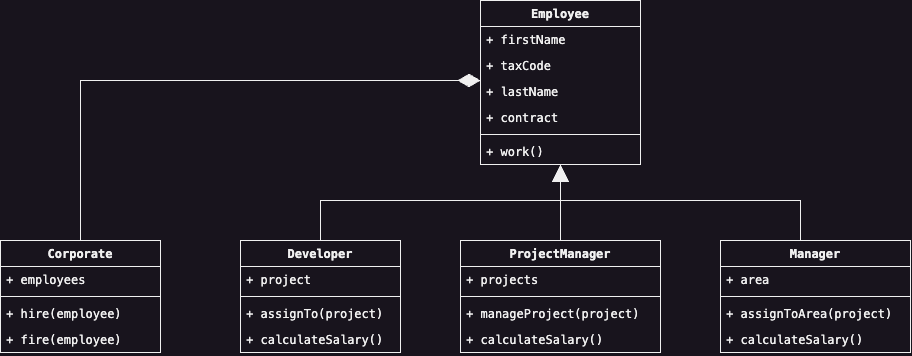 Employee
+ firstName
+ taxCode
+ lastName
+ contract
+ work()
Corporate
+ employees
+ hire(employee)
+ fire(employee)
Developer
+ project
+ assignTo(project)
+ calculateSalary()
ProjectManager
+ projects
+ manageProject(project)
+ calculateSalary()
Manager
+ area
+ assignToArea(project)
+ calculateSalary()